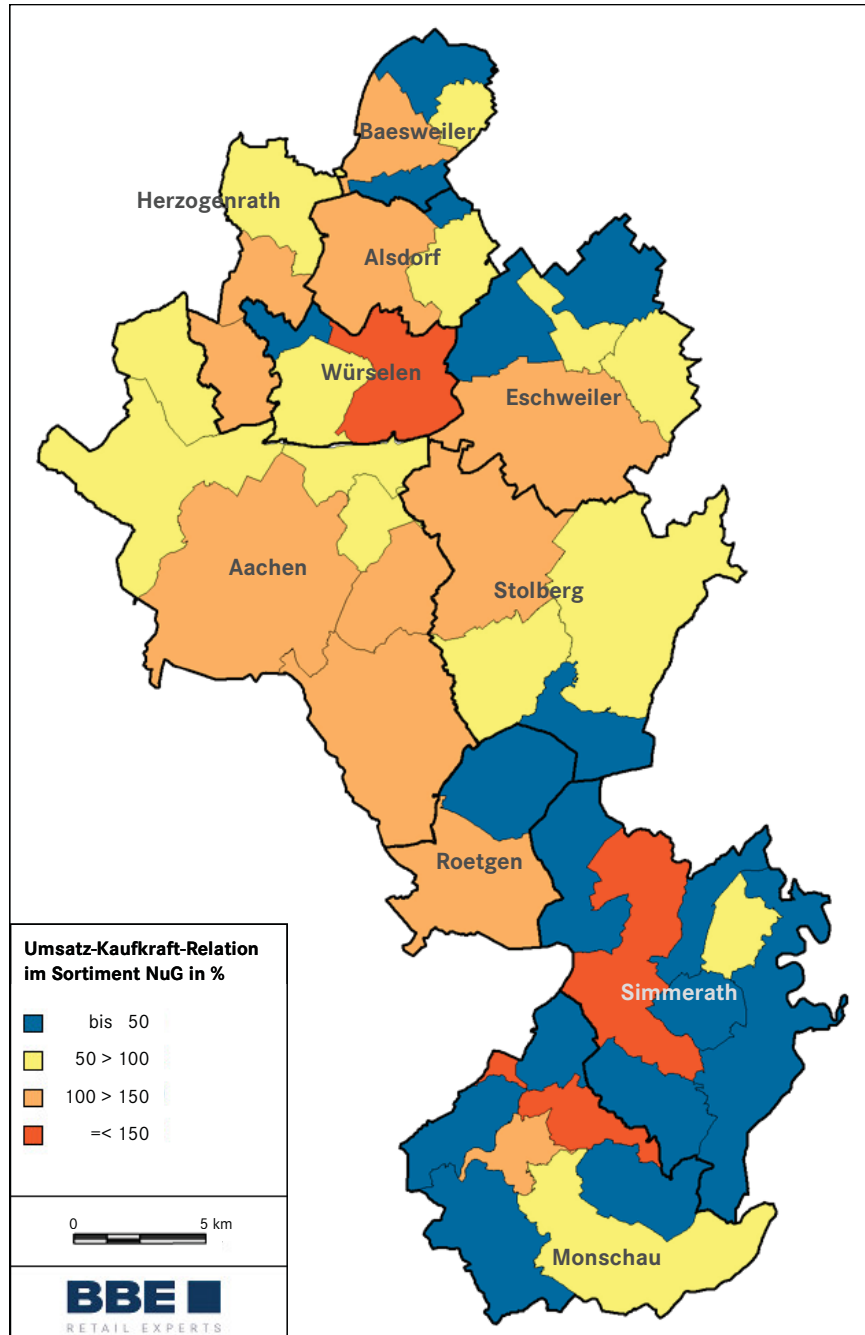 Baesweiler
Herzogenrath
Alsdorf
Würselen
Eschweiler
Aachen
Stolberg
Roetgen
Simmerath
Monschau
Umsatz-Kaufkraft-Relation
im Sortiment NuG in %
bis 50
50 > 100
100 > 150
=< 150
0 5 km
BBE
RETAIL EXPERTS